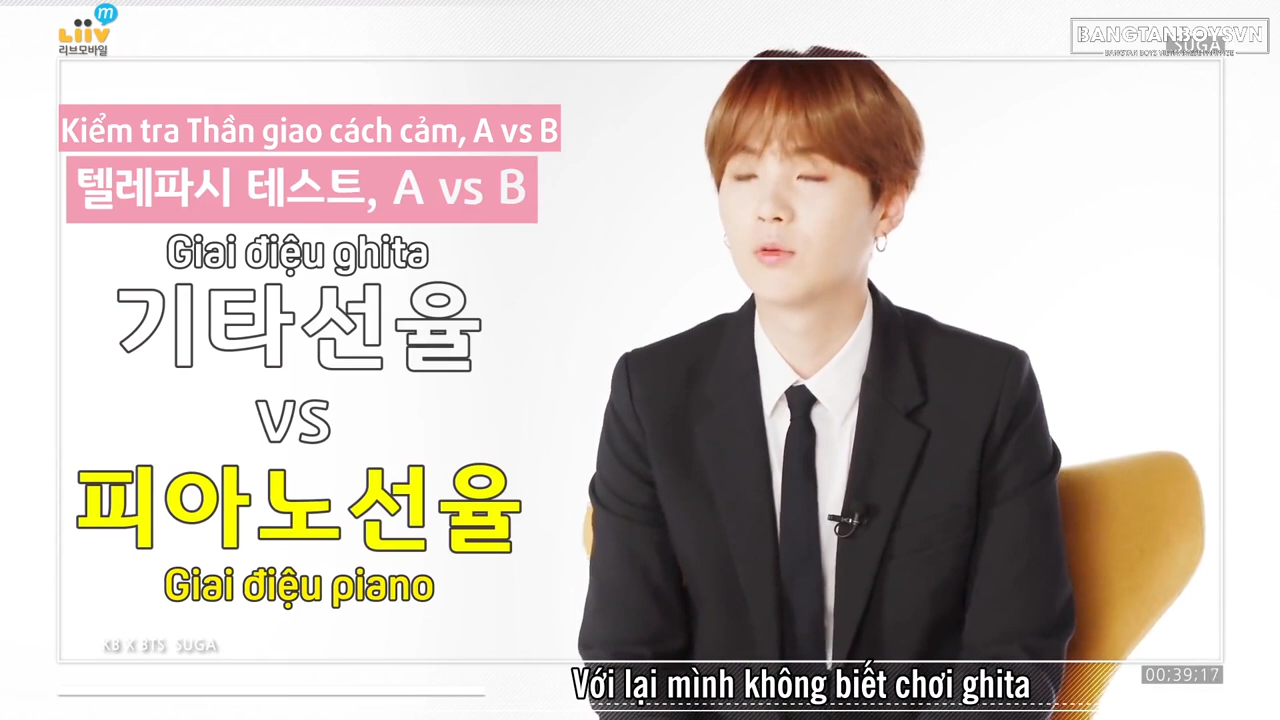 m
Liiv
리브모바일
BANGTANBOYSVN
SUGA
Kiểm tra Thần giao cách cảm, A vs B
텔레파시 테스트, A vs B
Giai điệu ghita
기타선율
vs
피아노선율
Giai điệu piano
KB X BTS SUGA
00;39;17
Với lại mình không biết chơi ghita